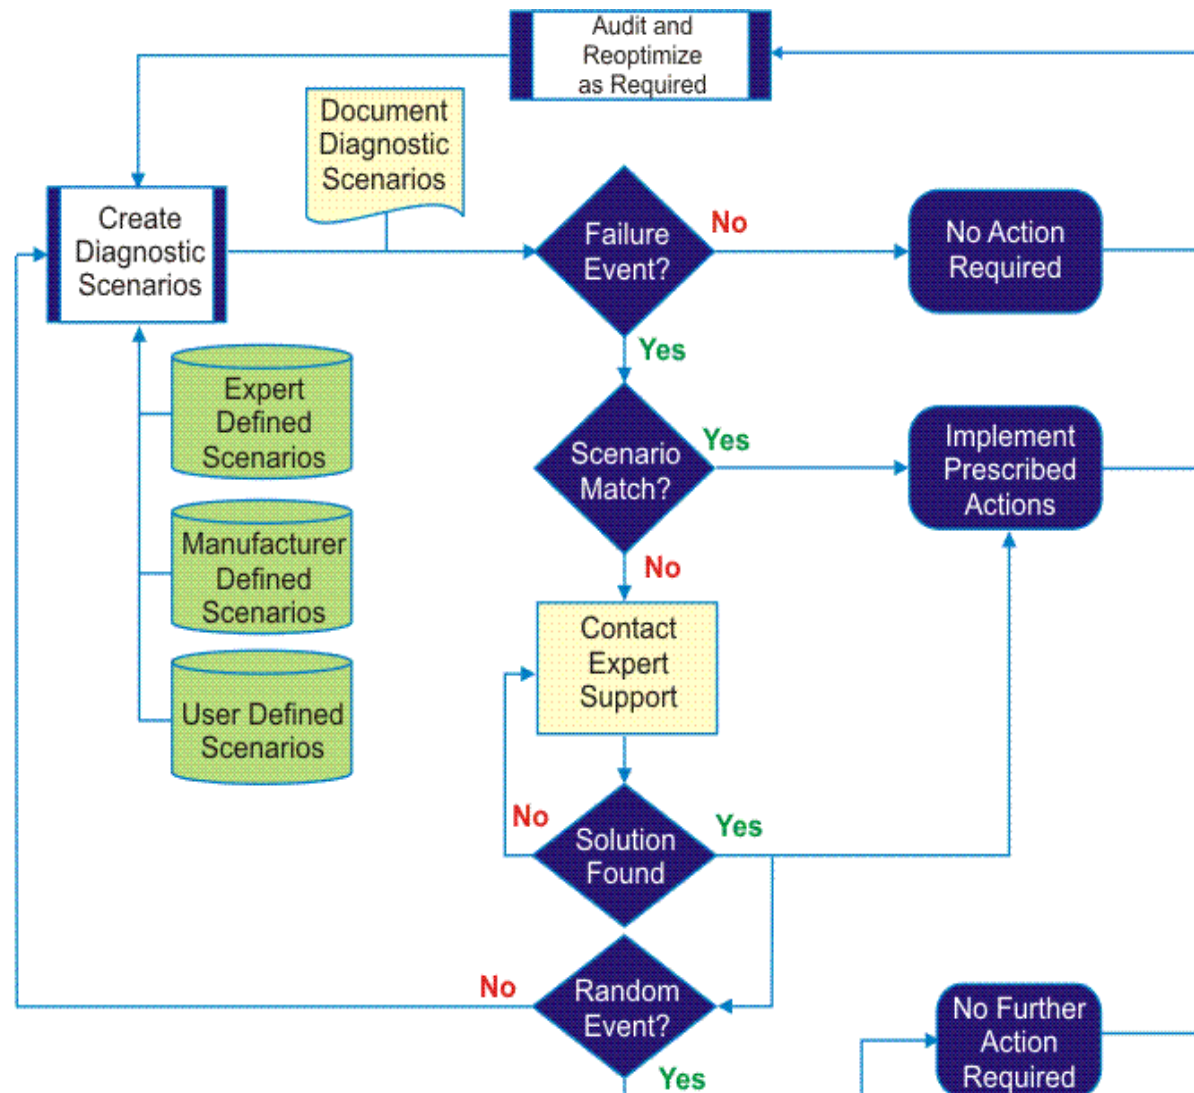 Audit and
Reoptimize
as Required
Document
Diagnostic
Scenarios
Create
Diagnostic
Scenarios
Failure
Event?
No
No Action
Required
Yes
Expert
Defined
Scenarios
Scenario
Match?
Yes
Implement
Prescribed
Actions
Manufacturer
Defined
Scenarios
No
Contact
Expert
Support
User Defined
Scenarios
No
Solution
Found
Yes
No
Random
Event?
Yes
No Further
Action
Required